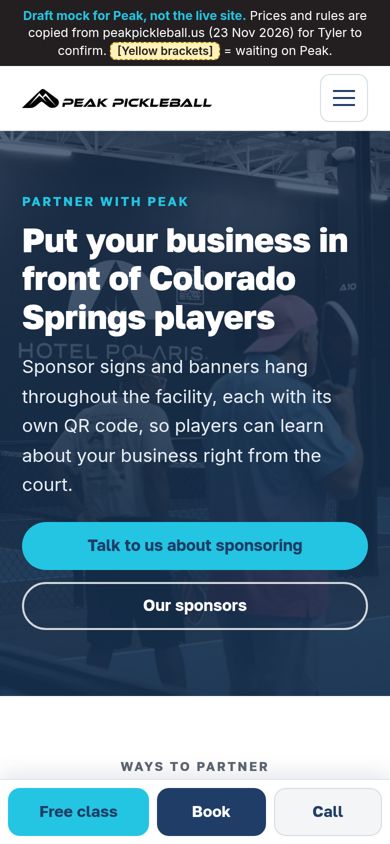 Draft mock for Peak, not the live site. Prices and rules are
copied from peakpickleball.us (23 Nov 2026) for Tyler to
confirm. [Yellow brackets] = waiting on Peak.
PEAK PICKLEBALL
PARTNER WITH PEAK
Put your business in
front of Colorado
Springs players
HOTEL POLARIS
Sponsor signs and banners hang
throughout the facility, each with its
own QR code, so players can learn
about your business right from the
court.
Talk to us about sponsoring
Our sponsors
WAYS TO PARTNER
Free class
Book
Call